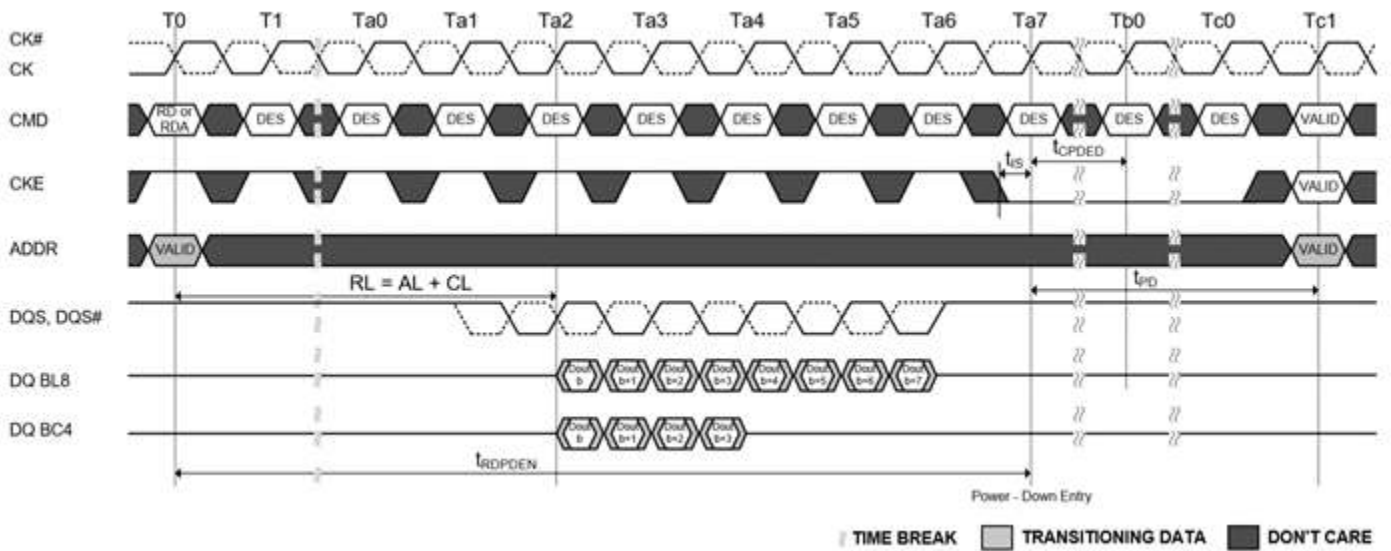 T0 T1 Ta0 Ta1 Ta2 Ta3 Ta4 Ta5 Ta6 Ta7 Tb0 Tc0 Tc1
CK#
CK
CMD RD or RDA DES DES DES DES DES DES DES DES DES DES DES VALID
tIS tCPDED
CKE VALID
ADDR VALID VALID
RL = AL + CL tPD
DQS, DQS#
DQ BL8 Dout b Dout b+1 Dout b+2 Dout b+3 Dout b+4 Dout b+5 Dout b+6 Dout b+7
DQ BC4 Dout b Dout b+1 Dout b+2 Dout b+3
tRDPDEN
Power - Down Entry
TIME BREAK TRANSITIONING DATA DON'T CARE